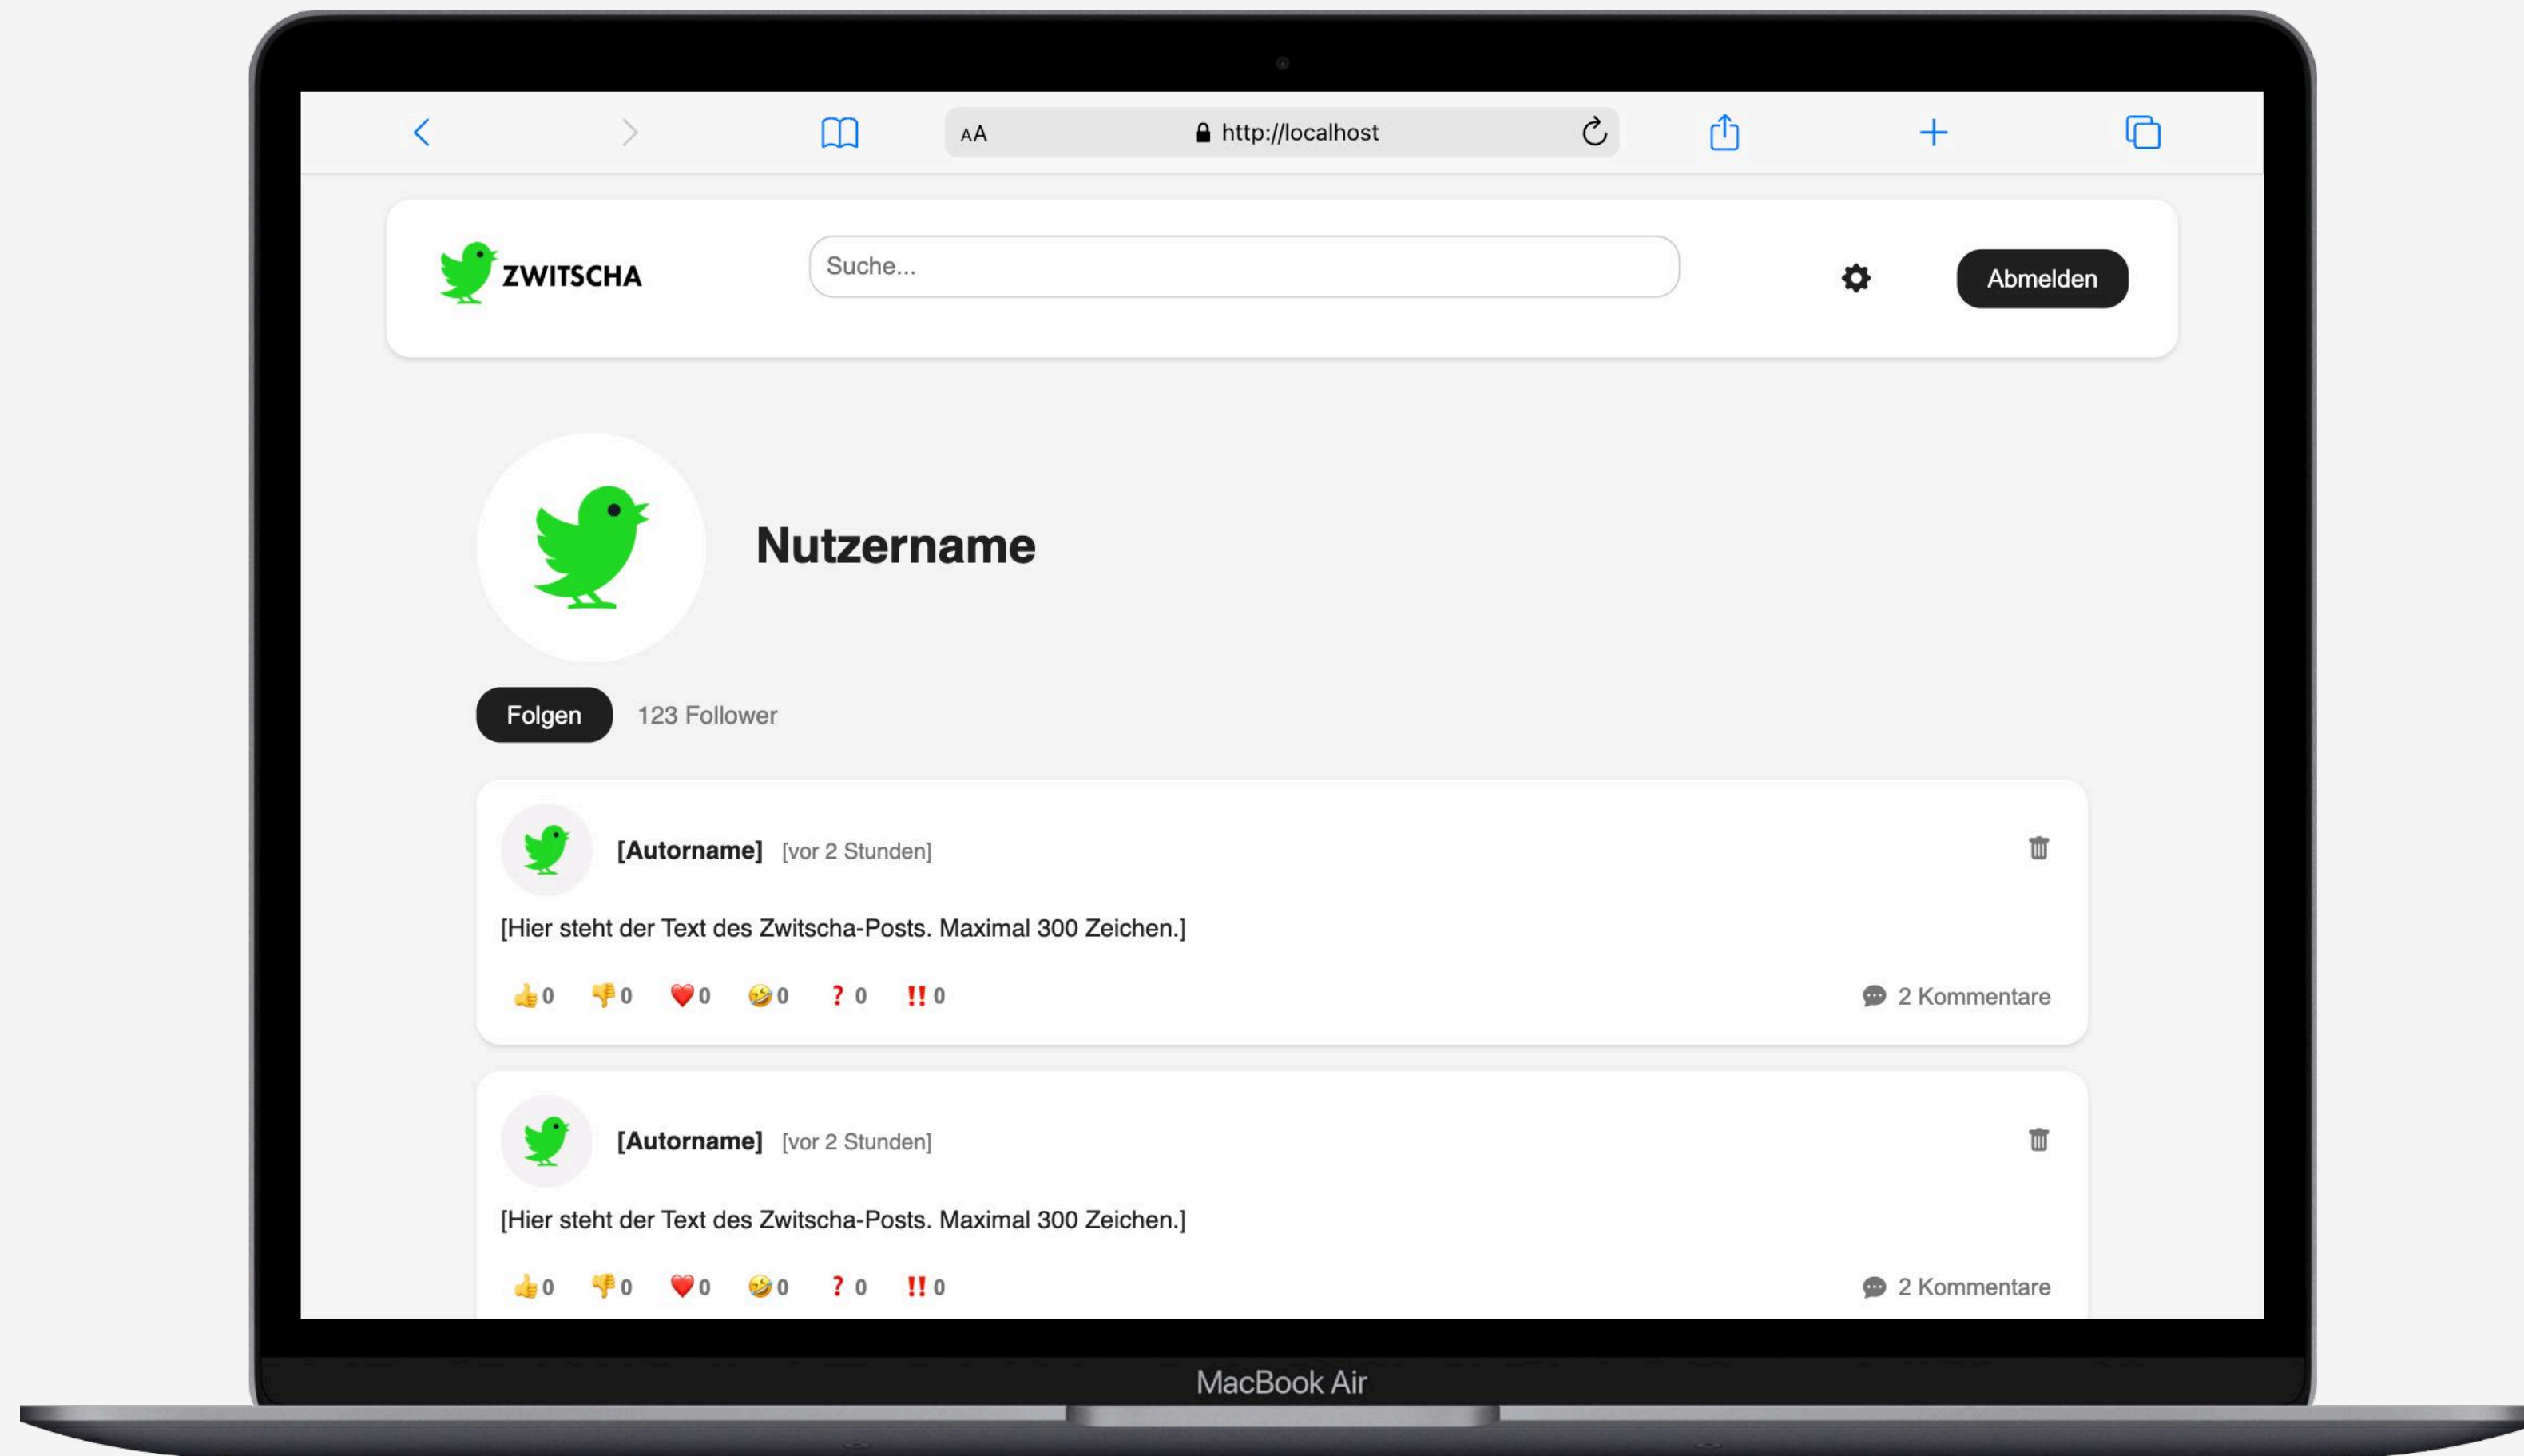 AA http://localhost
ZWITSCHA Suche... Abmelden
Nutzername
Folgen 123 Follower
[Autorname] [vor 2 Stunden]
[Hier steht der Text des Zwitscha-Posts. Maximal 300 Zeichen.]
👍0 👎0 ❤️0 🤣0 ❓0 ‼️0 2 Kommentare
[Autorname] [vor 2 Stunden]
[Hier steht der Text des Zwitscha-Posts. Maximal 300 Zeichen.]
👍0 👎0 ❤️0 🤣0 ❓0 ‼️0 2 Kommentare
MacBook Air